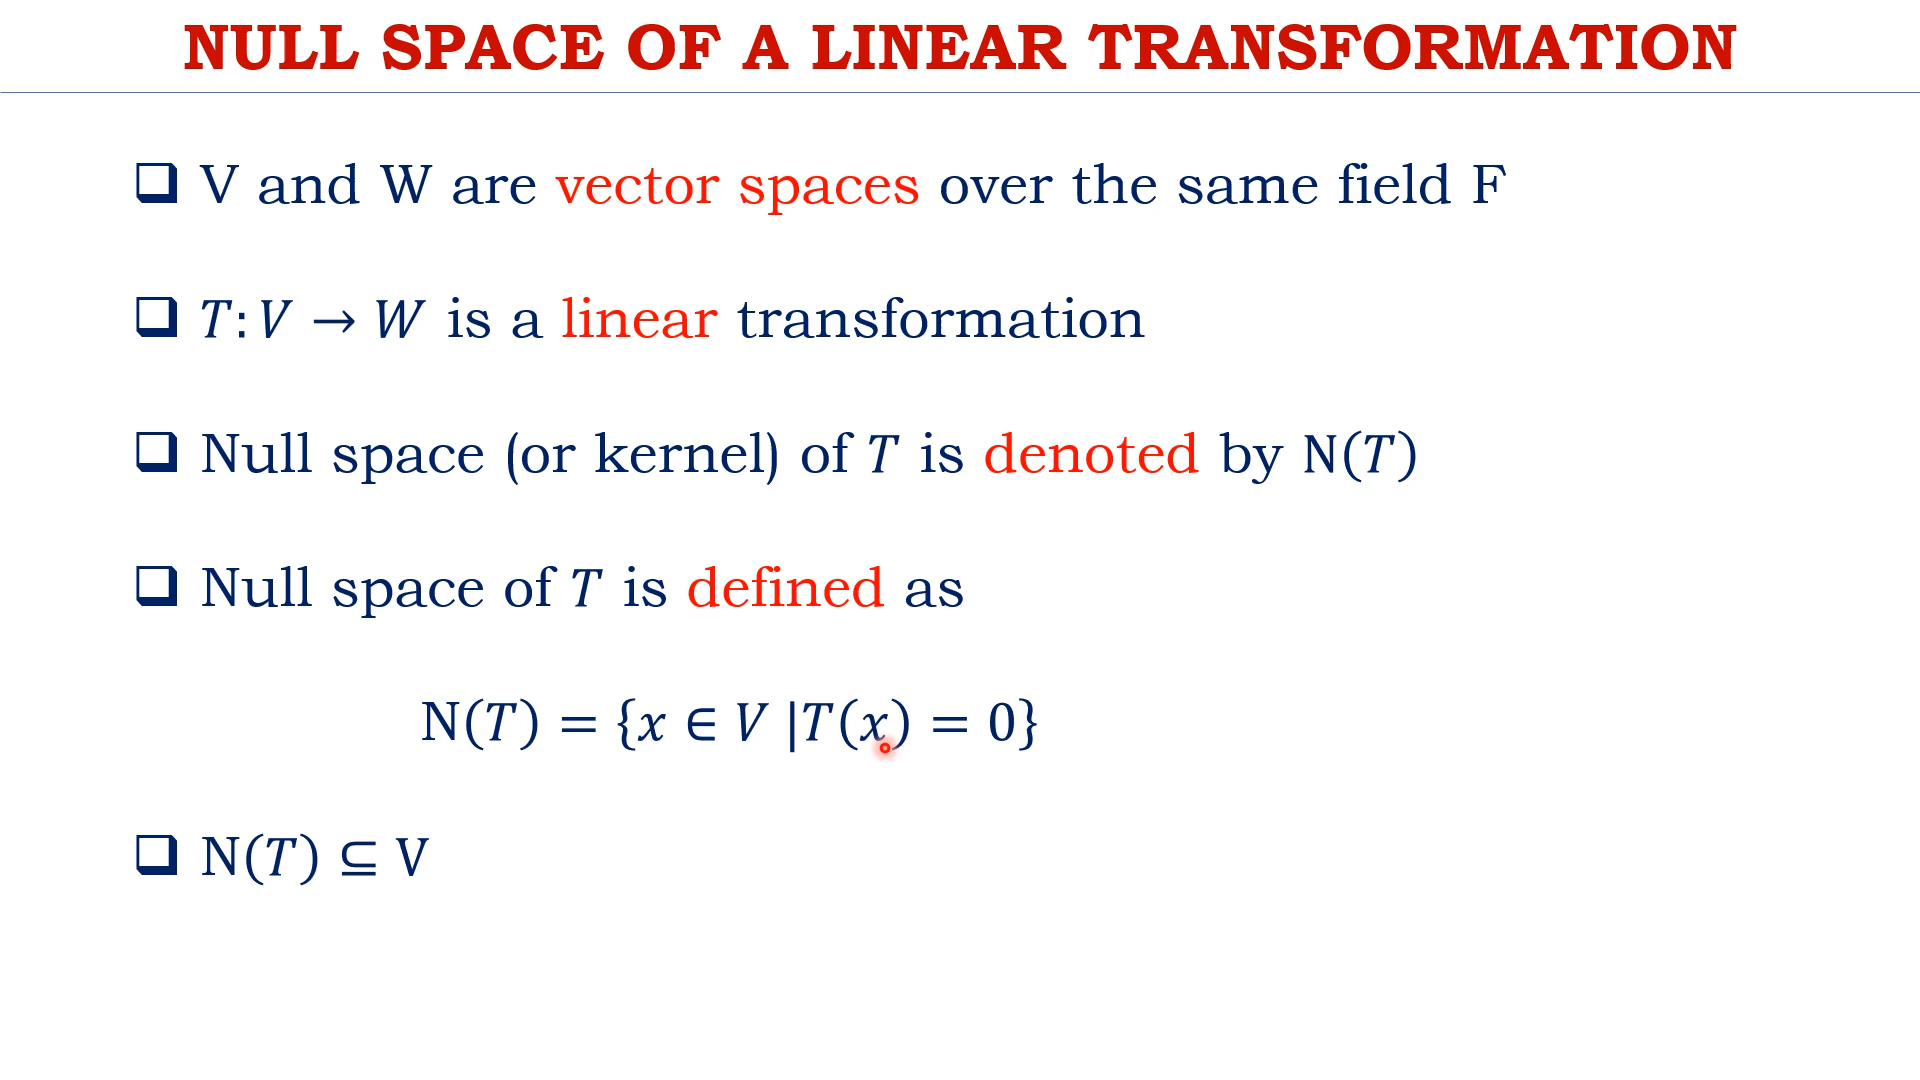 NULL SPACE OF A LINEAR TRANSFORMATION
❑ V and W are vector spaces over the same field F
❑ T: V → W is a linear transformation
❑ Null space (or kernel) of T is denoted by N(T)
❑ Null space of T is defined as
N(T) = {x ∈ V |T(x) = 0}
❑ N(T) ⊆ V